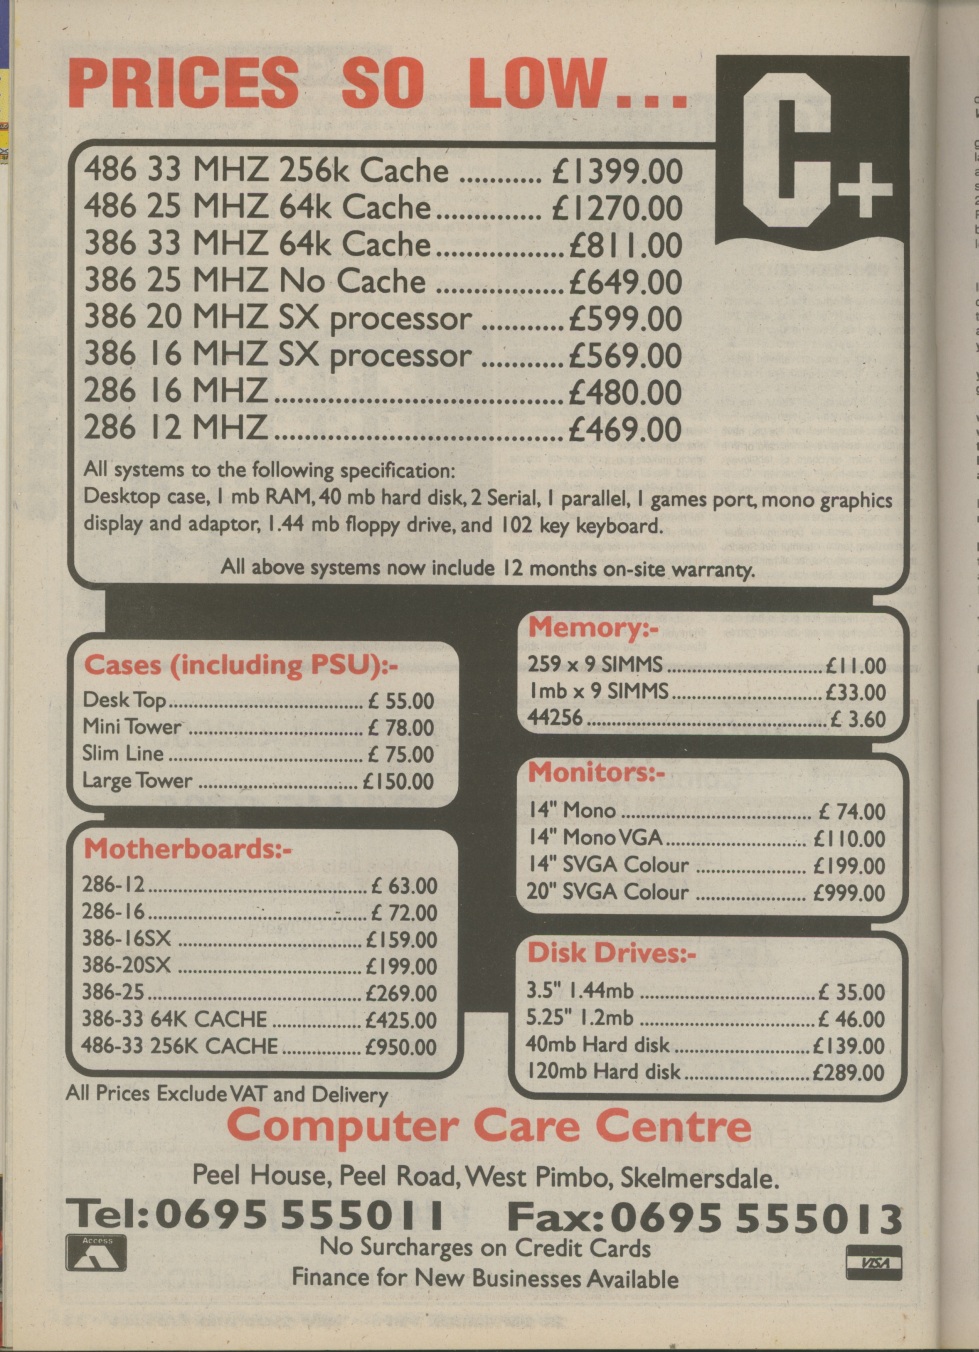 PRICES SO LOW...
C+
486 33 MHZ 256k Cache ........... £1399.00
486 25 MHZ 64k Cache.............. £1270.00
386 33 MHZ 64k Cache.................£811.00
386 25 MHZ No Cache .................£649.00
386 20 MHZ SX processor ...........£599.00
386 16 MHZ SX processor ...........£569.00
286 16 MHZ......................................£480.00
286 12 MHZ......................................£469.00
All systems to the following specification:
Desktop case, 1 mb RAM, 40 mb hard disk, 2 Serial, 1 parallel, 1 games port, mono graphics
display and adaptor, 1.44 mb floppy drive, and 102 key keyboard.
All above systems now include 12 months on-site warranty.
Cases (including PSU):-
Desk Top........................................ £ 55.00
Mini Tower .................................... £ 78.00
Slim Line ........................................ £ 75.00
Large Tower ..................................£150.00
Motherboards:-
286-12.............................................£ 63.00
286-16.............................................£ 72.00
386-16SX ......................................£159.00
386-20SX ......................................£199.00
386-25............................................£269.00
386-33 64K CACHE ..................£425.00
486-33 256K CACHE ................£950.00
Memory:-
259 x 9 SIMMS...............................£11.00
1mb x 9 SIMMS..............................£33.00
44256................................................£ 3.60
Monitors:-
14" Mono ...................................... £ 74.00
14" Mono VGA............................ £110.00
14" SVGA Colour ...................... £199.00
20" SVGA Colour ...................... £999.00
Disk Drives:-
3.5" 1.44mb ...................................£ 35.00
5.25" 1.2mb ...................................£ 46.00
40mb Hard disk...........................£139.00
120mb Hard disk.........................£289.00
All Prices Exclude VAT and Delivery
Computer Care Centre
Peel House, Peel Road, West Pimbo, Skelmersdale.
Tel: 0695 555011 Fax: 0695 555013
Access
No Surcharges on Credit Cards
VISA
Finance for New Businesses Available